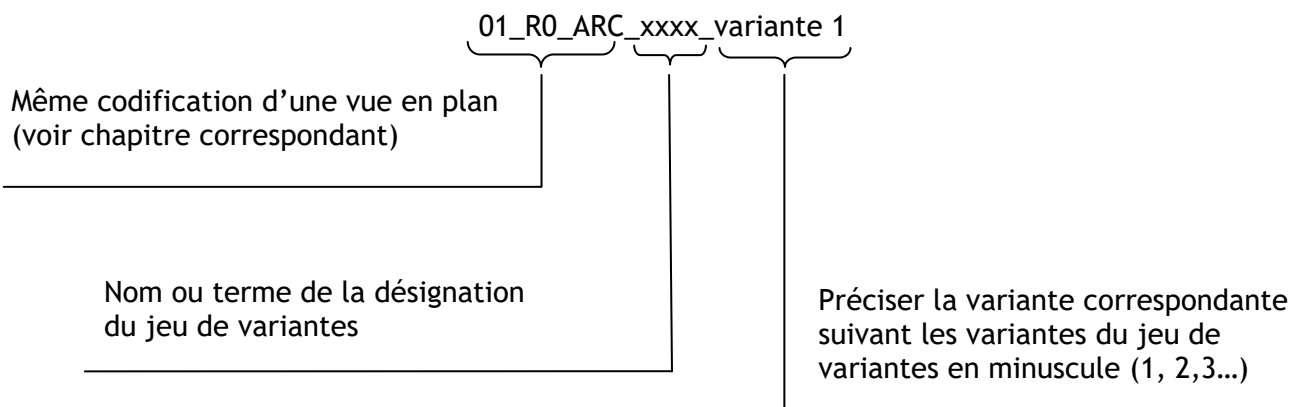 01_R0_ARC_xxxx_variante 1
Même codification d’une vue en plan
(voir chapitre correspondant)
Nom ou terme de la désignation
du jeu de variantes
Préciser la variante correspondante
suivant les variantes du jeu de
variantes en minuscule (1, 2,3…)